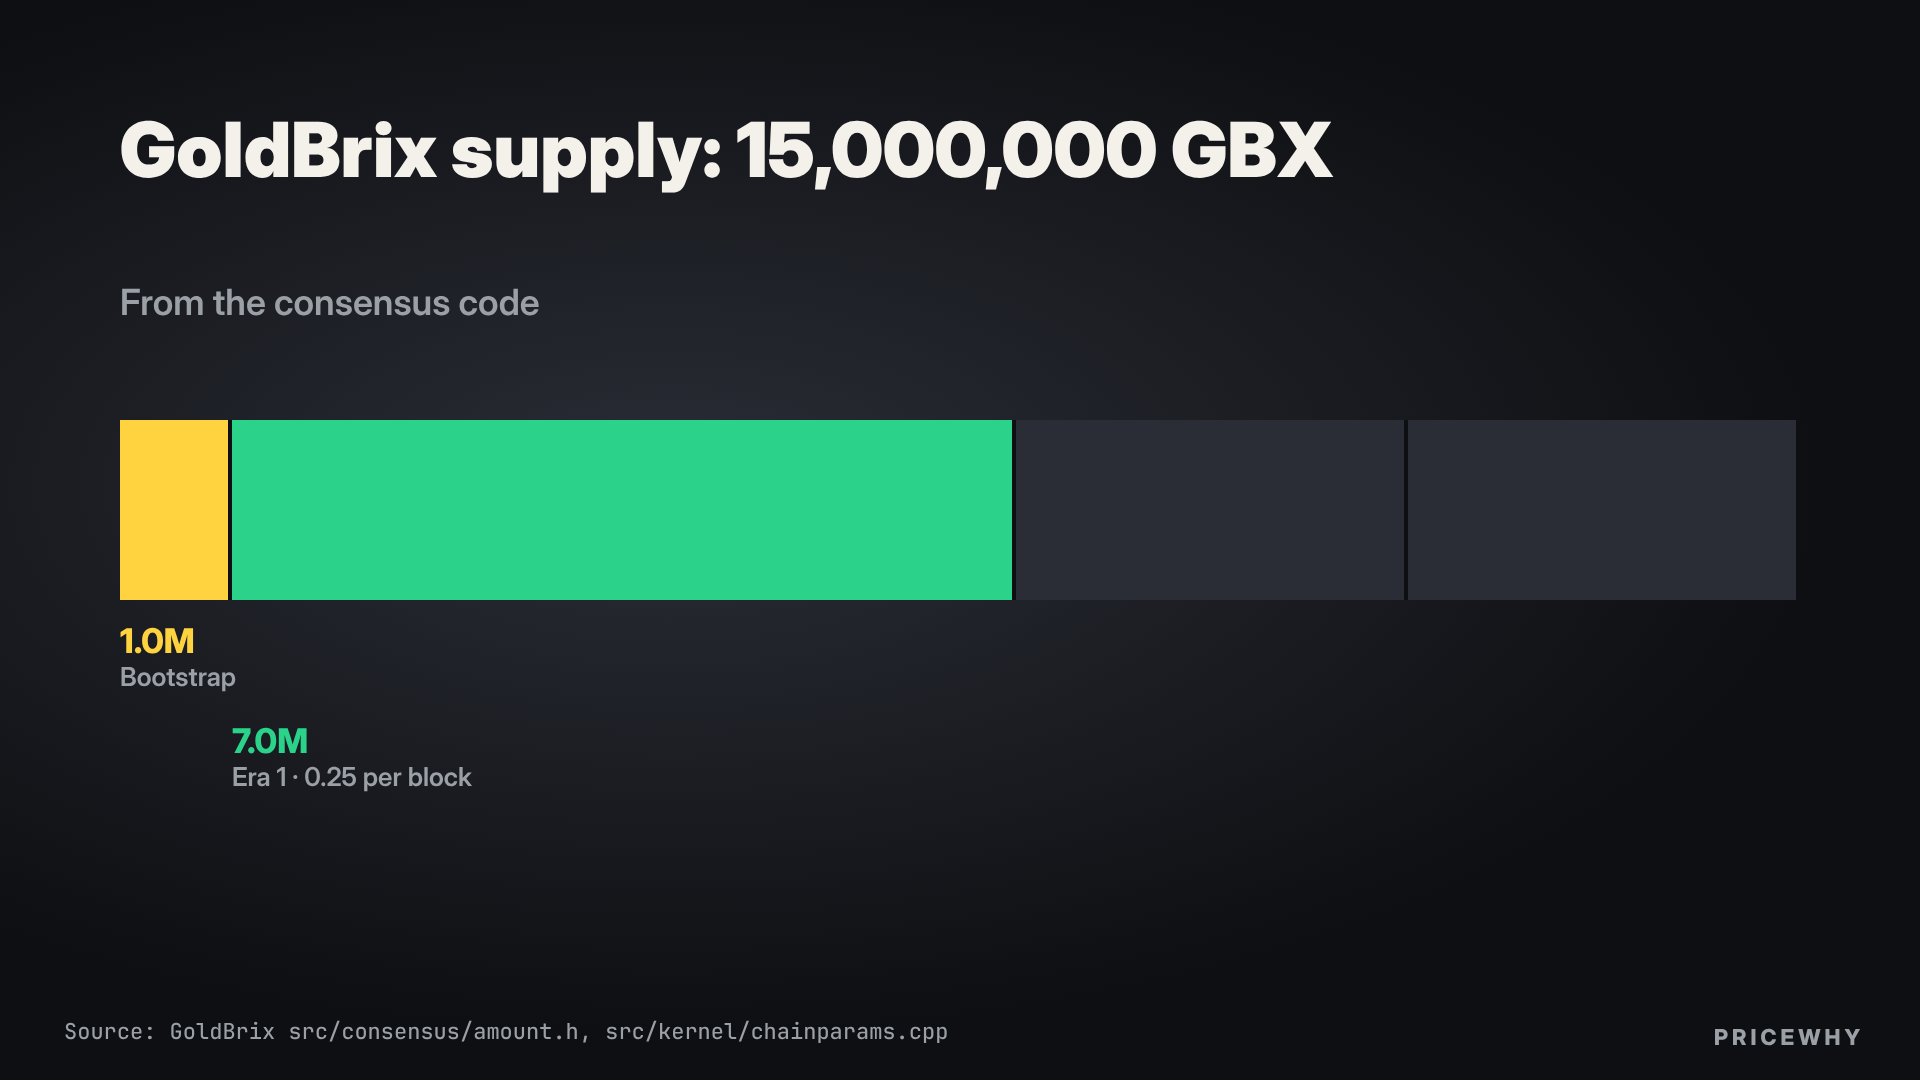 GoldBrix supply: 15,000,000 GBX
From the consensus code
1.0M
Bootstrap
7.0M
Era 1 · 0.25 per block
Source: GoldBrix src/consensus/amount.h, src/kernel/chainparams.cpp
PRICEWHY